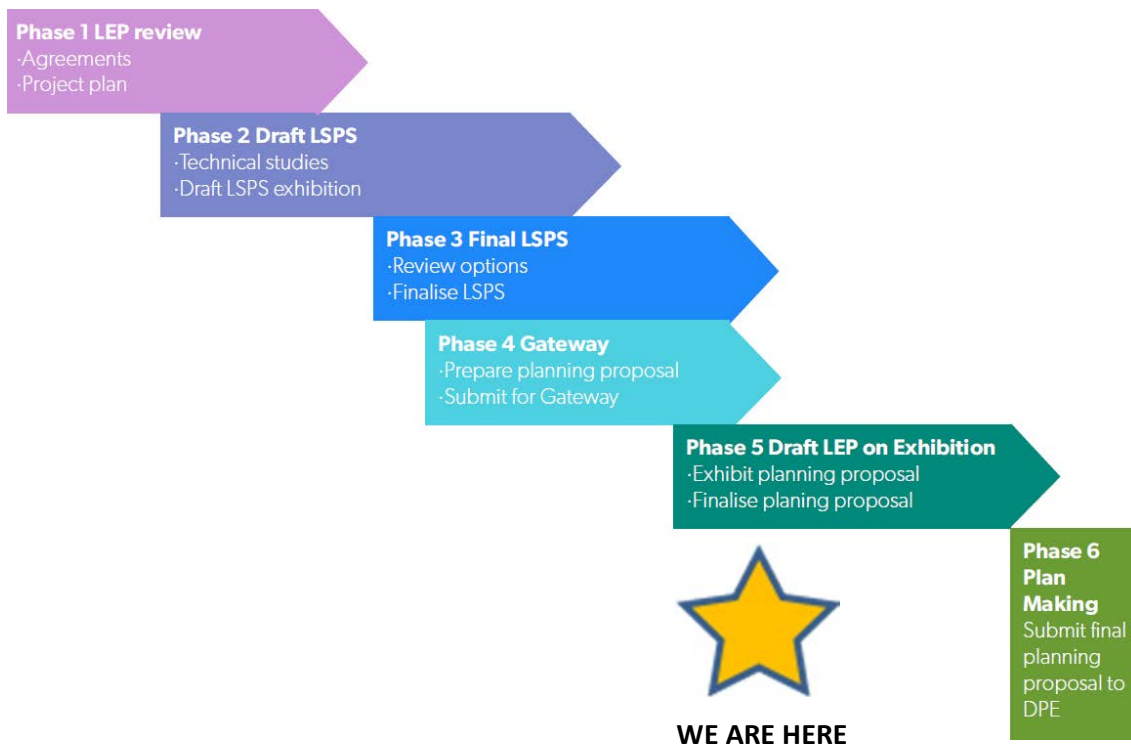 Phase 1 LEP review
·Agreements
·Project plan
Phase 2 Draft LSPS
·Technical studies
·Draft LSPS exhibition
Phase 3 Final LSPS
·Review options
·Finalise LSPS
Phase 4 Gateway
·Prepare planning proposal
·Submit for Gateway
Phase 5 Draft LEP on Exhibition
·Exhibit planning proposal
·Finalise planing proposal
Phase 6
Plan
Making
Submit final
planning
proposal to
DPE
WE ARE HERE